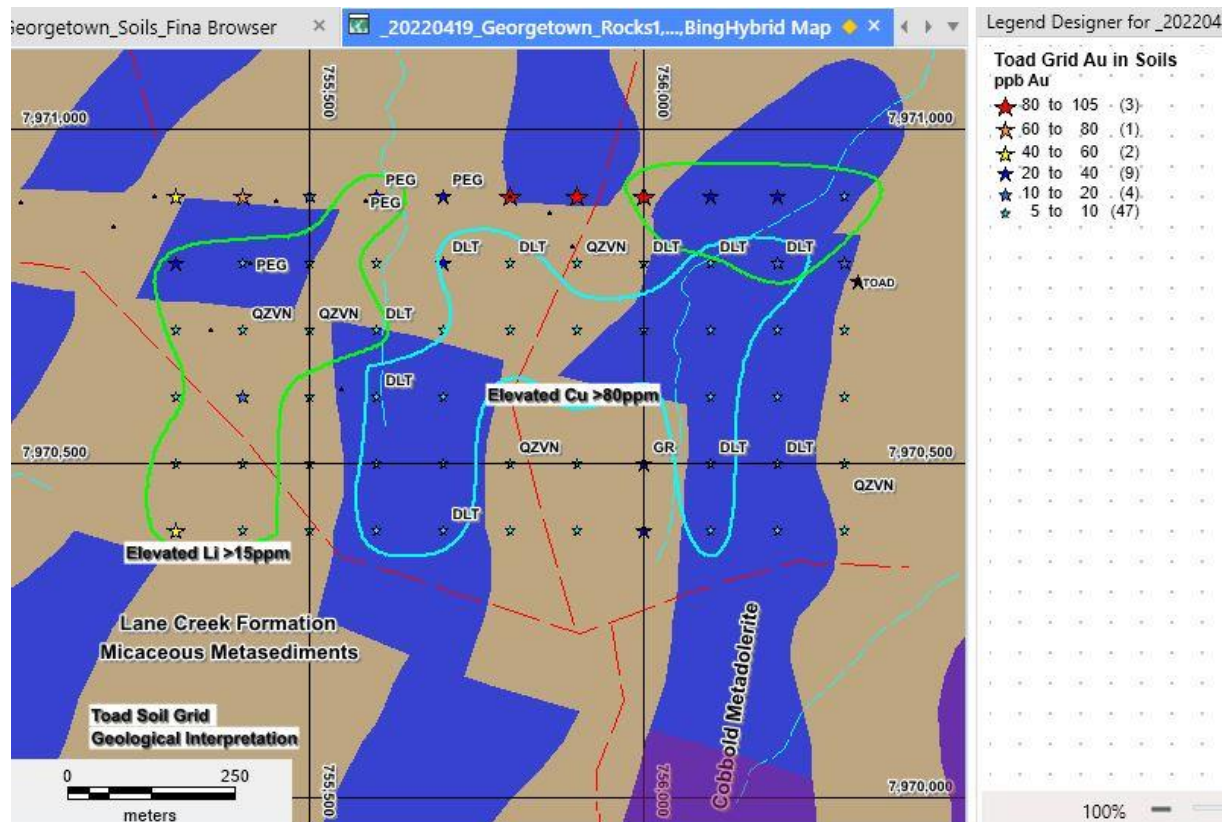 Georgetown_Soils_Fina Browser
_20220419_Georgetown_Rocks1,...,BingHybrid Map
Legend Designer for _202204
Toad Grid Au in Soils
ppb Au
80 to 105 (3)
60 to 80 (1)
40 to 60 (2)
20 to 40 (9)
10 to 20 (4)
5 to 10 (47)
755,500
756,000
7,971,000
7,971,000
PEG
PEG
PEG
DLT
DLT
QZVN
DLT
DLT
DLT
PEG
TOAD
QZVN
QZVN
DLT
DLT
Elevated Cu >80ppm
7,970,500
QZVN
GR
DLT
DLT
7,970,500
QZVN
DLT
Elevated Li >15ppm
Lane Creek Formation
Micaceous Metasediments
Cobbold Metadolerite
Toad Soil Grid
Geological Interpretation
0 250
meters
755,500
756,000
7,970,000
100%